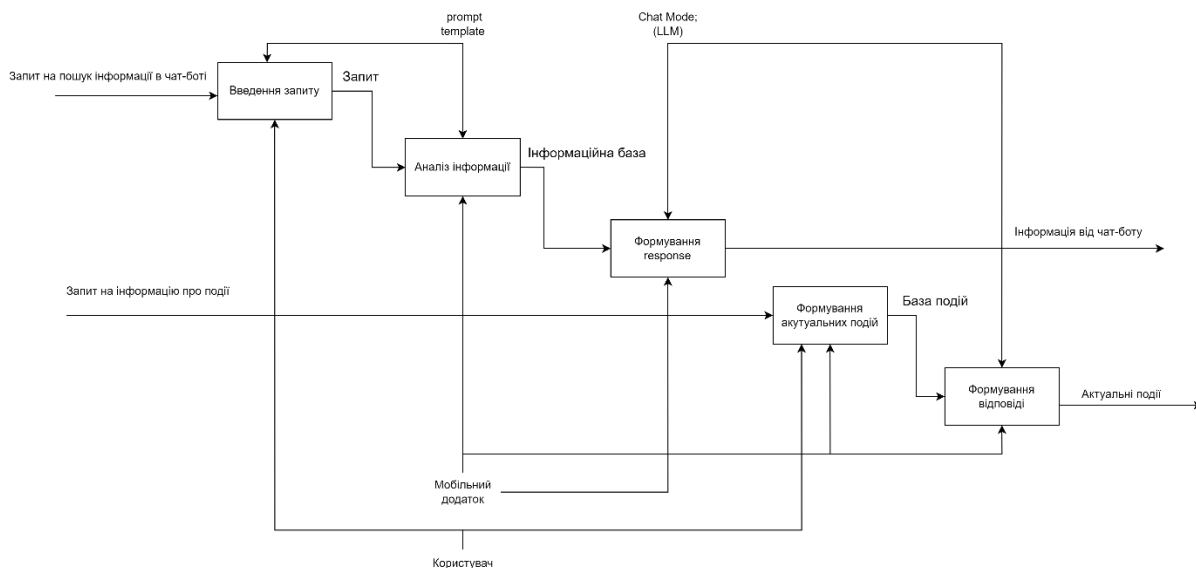 prompt
template
Chat Mode;
(LLM)
Запит на пошук інформації в чат-боті
Введення запиту
Запит
Аналіз інформації
Інформаційна база
Формування
response
Інформація від чат-боту
Запит на інформацію про події
Формування
акутуальних подій
База подій
Формування
відповіді
Актуальні події
Мобільний
додаток
Користувач